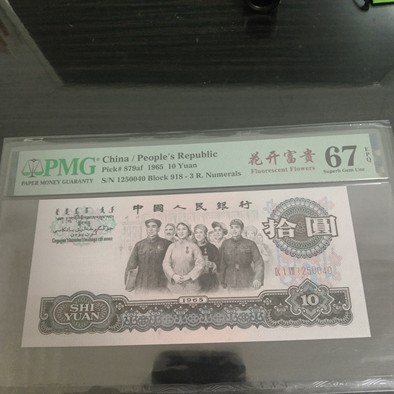 PMG China / People's Republic
Pick# 879af 1965 10 Yuan
PAPER MONEY GUARANTY S/N 1250040 Block 918 - 3 R. Numerals
花开富贵
Fluorescent Flowers
67 EPQ
Superb Gem Unc
中國人民銀行
拾圓
1250040
1965
SHI
YUAN
10